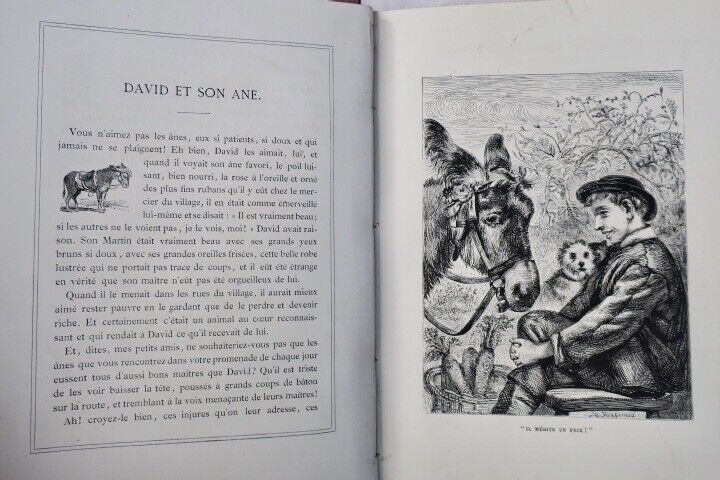 DAVID ET SON ANE.
Vous n'aimez pas les ânes, eux si patients, si doux et qui
jamais ne se plaignent! Eh bien, David les aimait, lui, et
quand il voyait son âne favori, le poil lui-
sant, bien nourri, la rose à l'oreille et orné
des plus fins rubans qu'il y eût chez le mer-
cier du village, il en était comme émerveillé
lui-même et se disait: « Il est vraiment beau;
si les autres ne le voient pas, je le vois, moi! » David avait rai-
son. Son Martin était vraiment beau avec ses grands yeux
bruns si doux, avec ses grandes oreilles frisées, cette belle robe
lustrée qui ne portait pas trace de coups, et il eût été étrange
en vérité que son maître n'eût pas été orgueilleux de lui.
Quand il le menait dans les rues du village, il aurait mieux
aimé rester pauvre en le gardant que de le perdre et devenir
riche. Et certainement c'était un animal au cœur reconnais-
sant et qui rendait à David ce qu'il recevait de lui.
Et, dites, mes petits amis, ne souhaiteriez-vous pas que les
ânes que vous rencontrez dans votre promenade de chaque jour
eussent tous d'aussi bons maîtres que David? Qu'il est triste
de les voir baisser la tête, poussés à grands coups de bâton
sur la route, et tremblant à la voix menaçante de leurs maîtres!
Ah! croyez-le bien, ces injures qu'on leur adresse, ces
"IL MÉRITE UN PRIX!"